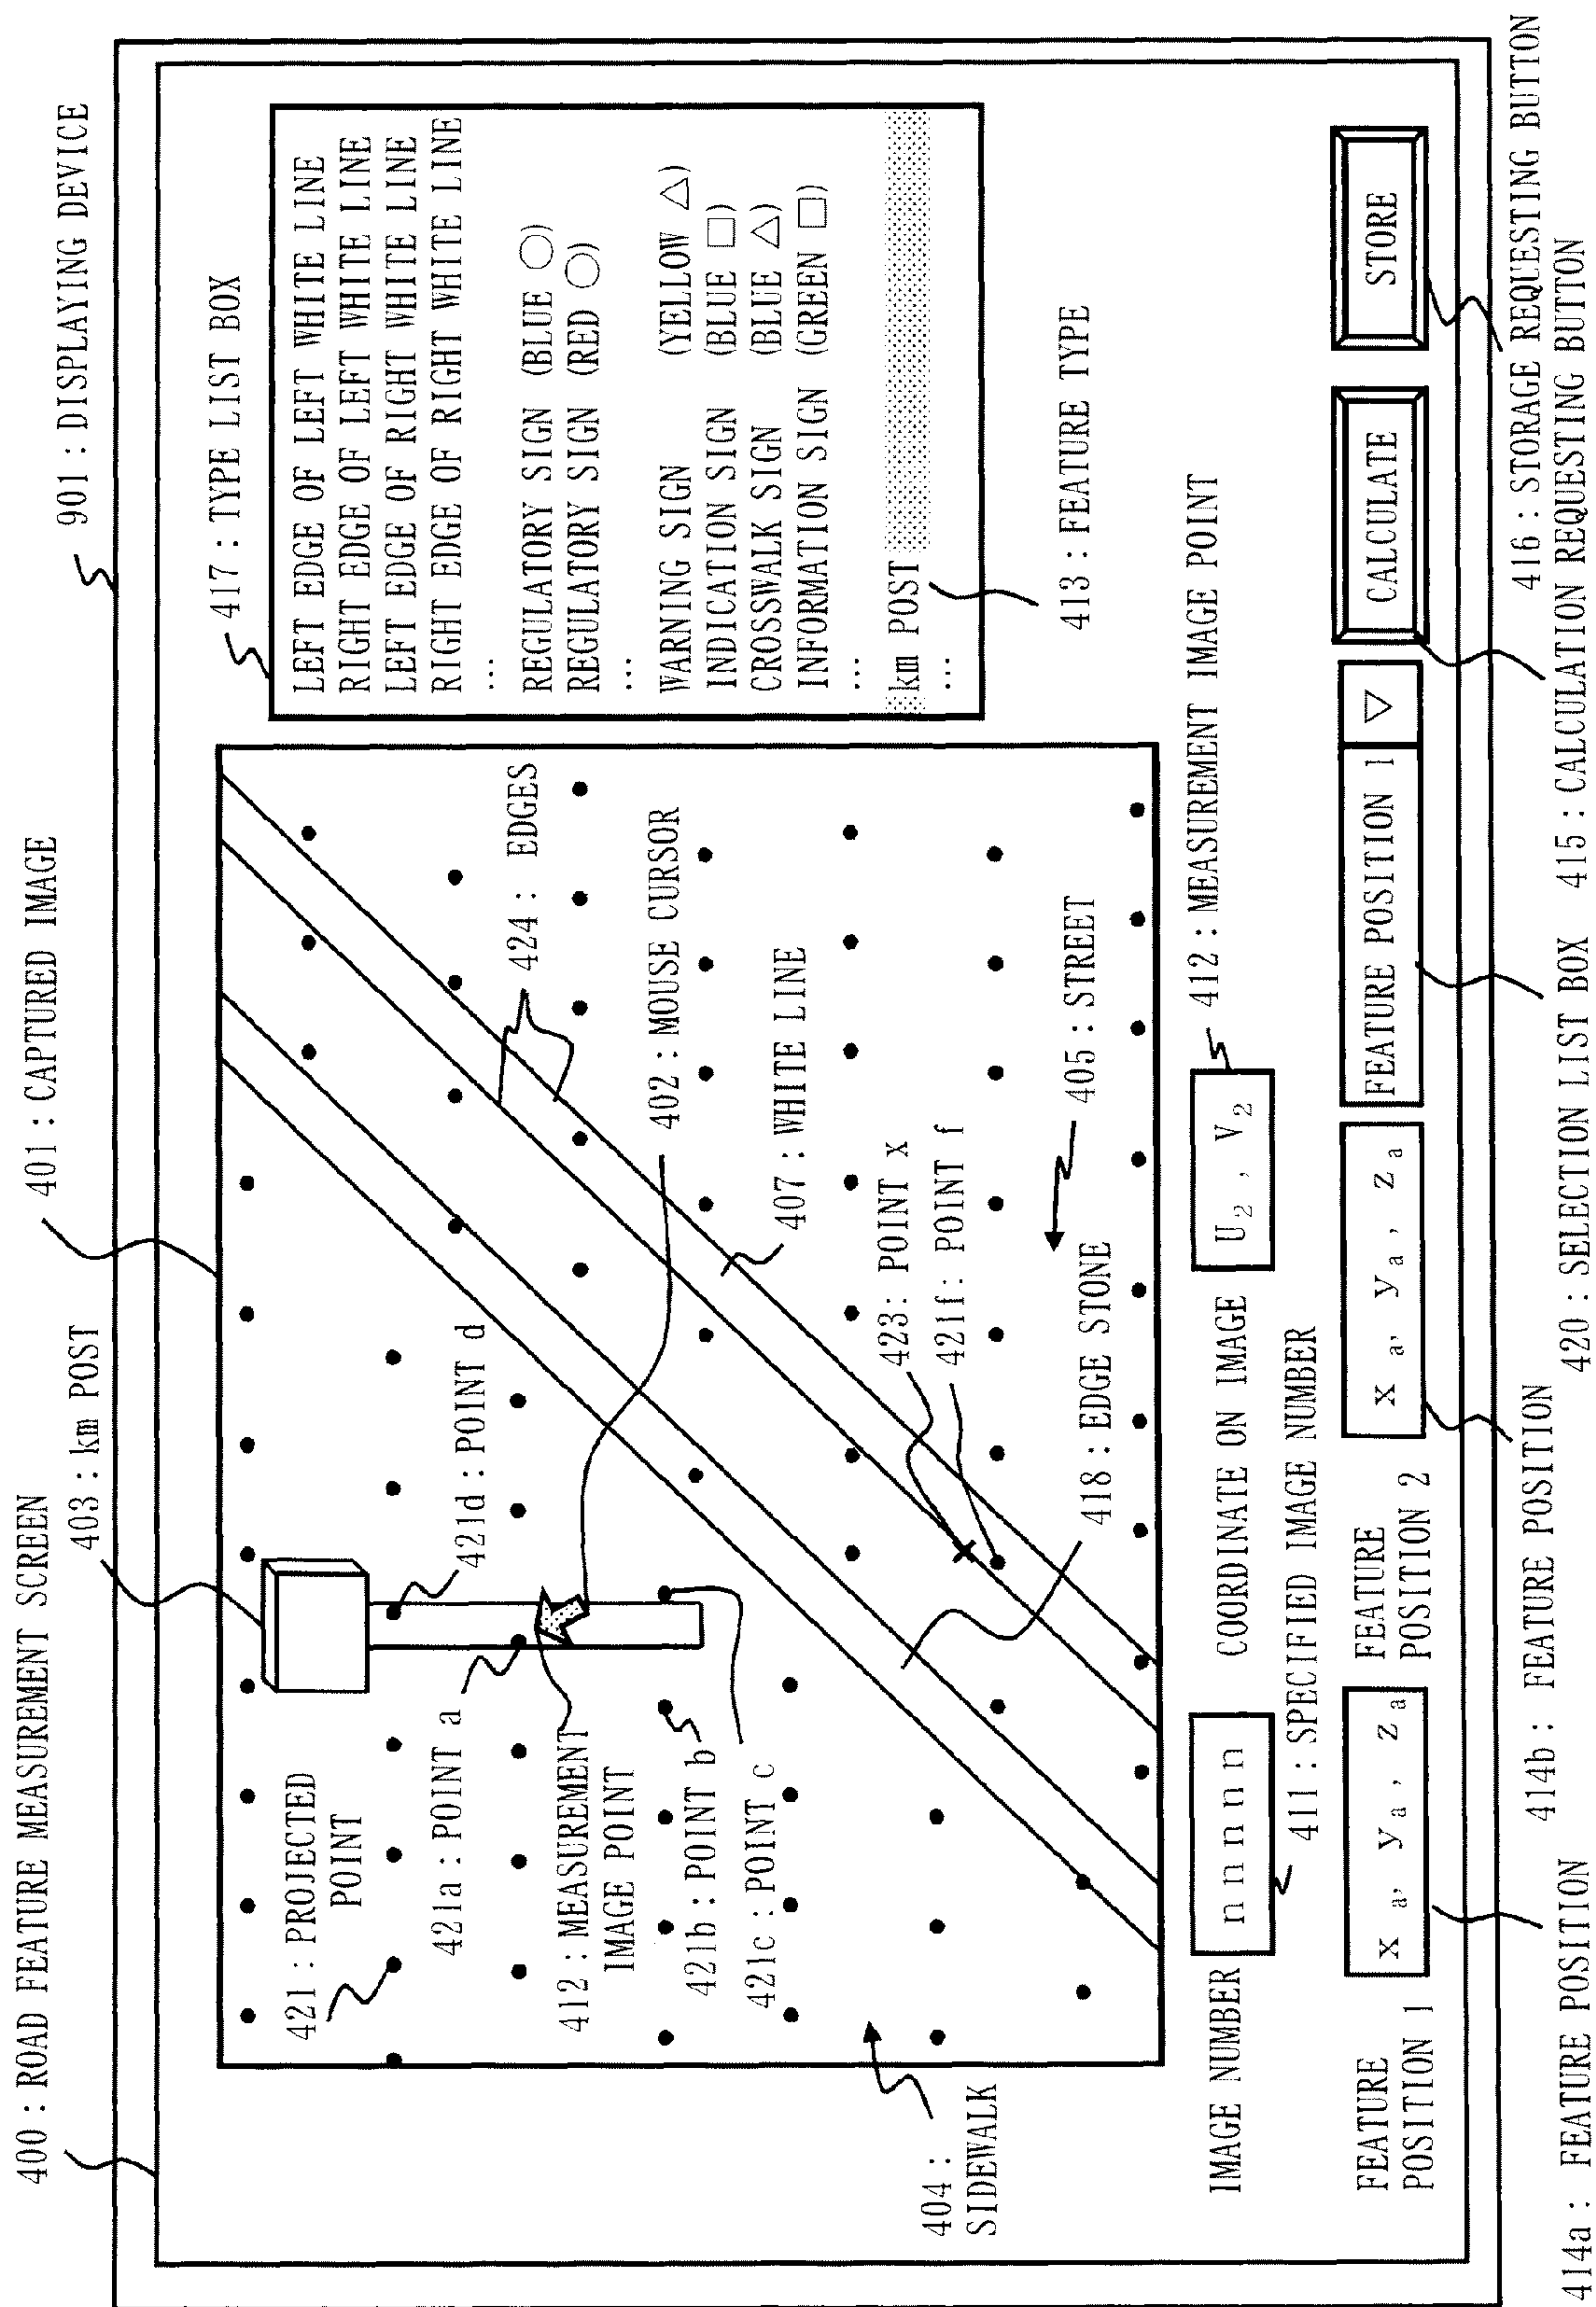 400 : ROAD FEATURE MEASUREMENT SCREEN
403 : km POST
401 : CAPTURED IMAGE
901 : DISPLAYING DEVICE
417 : TYPE LIST BOX
LEFT EDGE OF LEFT WHITE LINE
RIGHT EDGE OF LEFT WHITE LINE
LEFT EDGE OF RIGHT WHITE LINE
RIGHT EDGE OF RIGHT WHITE LINE
...
REGULATORY SIGN (BLUE ○)
REGULATORY SIGN (RED ○)
...
WARNING SIGN (YELLOW △)
INDICATION SIGN (BLUE □)
CROSSWALK SIGN (BLUE △)
INFORMATION SIGN (GREEN □)
...
km POST
...
413 : FEATURE TYPE
421 : PROJECTED
POINT
421a : POINT a
412 : MEASUREMENT
IMAGE POINT
421b : POINT b
421c : POINT c
421d : POINT d
424 : EDGES
402 : MOUSE CURSOR
407 : WHITE LINE
423 : POINT x
421f : POINT f
405 : STREET
418 : EDGE STONE
404 :
SIDEWALK
IMAGE NUMBER
n n n n n
411 : SPECIFIED IMAGE NUMBER
COORDINATE ON IMAGE
U₂ , V₂
412 : MEASUREMENT IMAGE POINT
FEATURE
POSITION 1
xₐ, yₐ, zₐ
FEATURE
POSITION 2
xₐ, yₐ, zₐ
FEATURE POSITION 1 ▽
CALCULATE
STORE
416 : STORAGE REQUESTING BUTTON
414b : FEATURE POSITION
420 : SELECTION LIST BOX
415 : CALCULATION REQUESTING BUTTON
414a : FEATURE POSITION